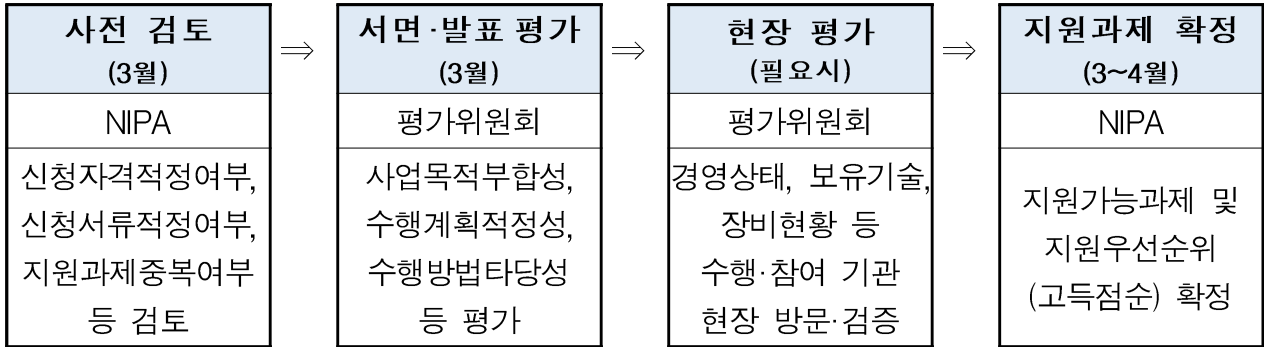 사전 검토
(3월)
NIPA
신청자격적정여부,
신청서류적정여부,
지원과제중복여부
등 검토
⇒
서면·발표 평가
(3월)
평가위원회
사업목적부합성,
수행계획적정성,
수행방법타당성
등 평가
⇒
현장 평가
(필요시)
평가위원회
경영상태, 보유기술,
장비현황 등
수행·참여 기관
현장 방문·검증
⇒
지원과제 확정
(3~4월)
NIPA
지원가능과제 및
지원우선순위
(고득점순) 확정